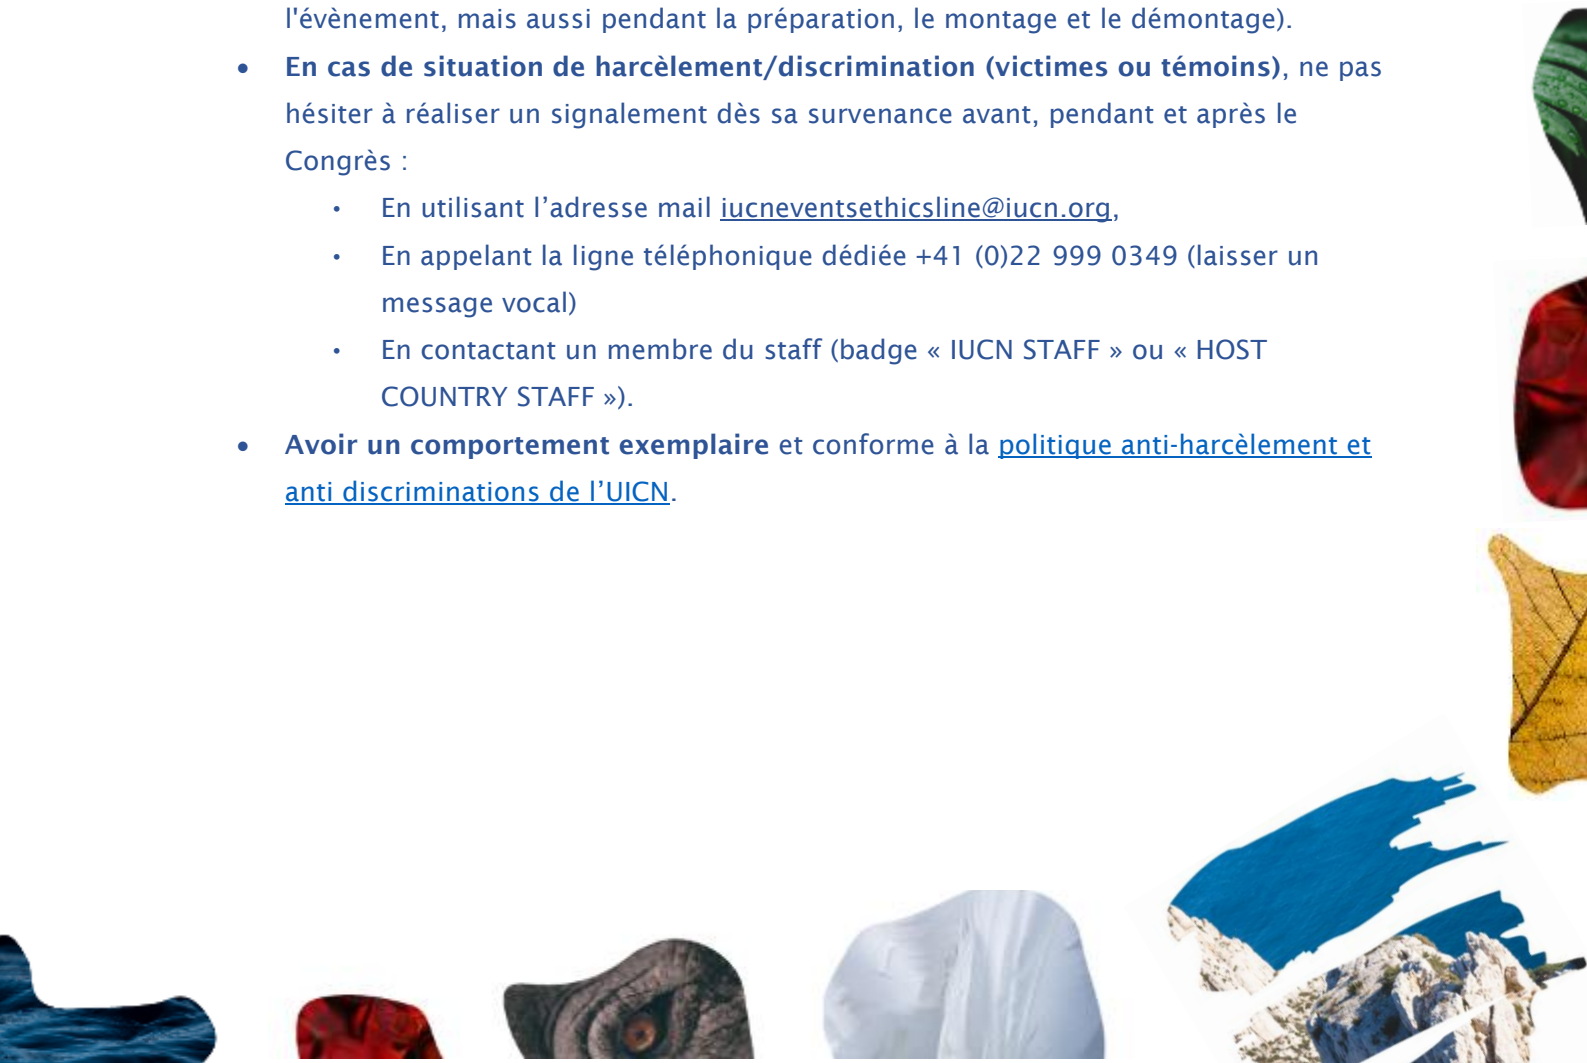 l'évènement, mais aussi pendant la préparation, le montage et le démontage).
• En cas de situation de harcèlement/discrimination (victimes ou témoins), ne pas
hésiter à réaliser un signalement dès sa survenance avant, pendant et après le
Congrès :
• En utilisant l’adresse mail iucneventsethicsline@iucn.org,
• En appelant la ligne téléphonique dédiée +41 (0)22 999 0349 (laisser un
message vocal)
• En contactant un membre du staff (badge « IUCN STAFF » ou « HOST
COUNTRY STAFF »).
• Avoir un comportement exemplaire et conforme à la politique anti-harcèlement et
anti discriminations de l’UICN.